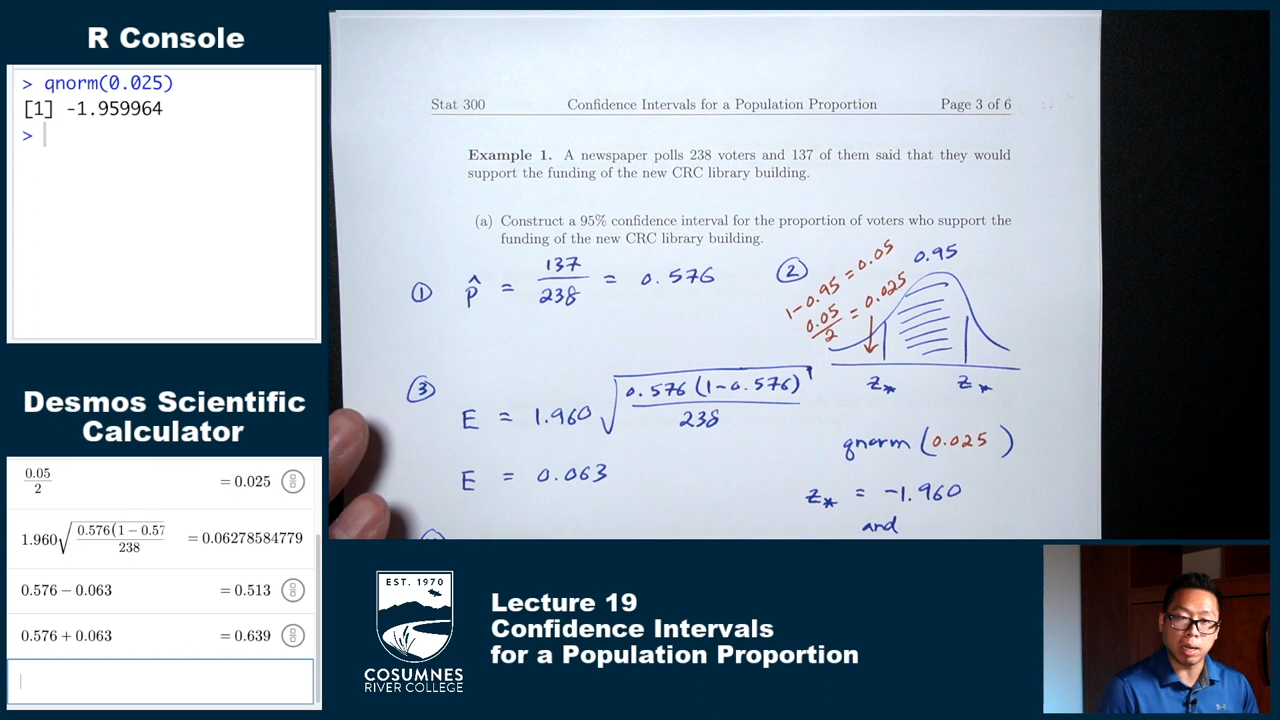 R Console
> qnorm(0.025)
[1] -1.959964
>
Desmos Scientific
Calculator
0.05
2
= 0.025
1.960√
0.576(1 − 0.57
238
= 0.06278584779
0.576 − 0.063 = 0.513
0.576 + 0.063 = 0.639
Stat 300 Confidence Intervals for a Population Proportion Page 3 of 6
Example 1. A newspaper polls 238 voters and 137 of them said that they would
support the funding of the new CRC library building.
(a) Construct a 95% confidence interval for the proportion of voters who support the
funding of the new CRC library building.
① p̂ = 137/238 = 0.576
② 0.95
1-0.95 = 0.05
0.05/2 = 0.025
z* z*
③ E = 1.960 √ 0.576 (1-0.576) / 238
E = 0.063
qnorm (0.025)
z* = -1.960
and
EST. 1970
COSUMNES
RIVER COLLEGE
Lecture 19
Confidence Intervals
for a Population Proportion